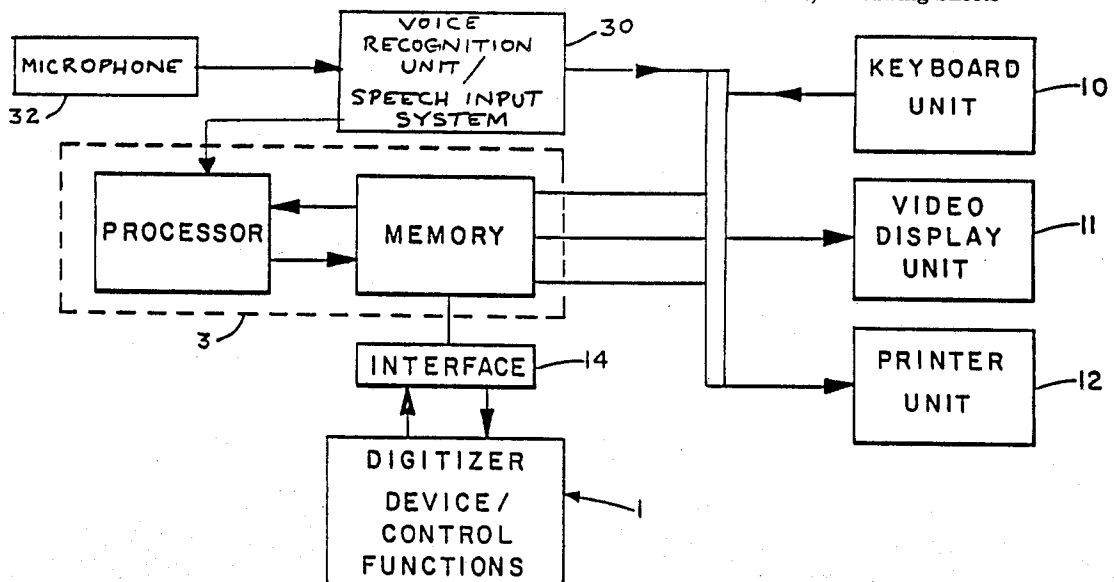 VOICE
RECOGNITION
UNIT/
SPEECH INPUT
SYSTEM
30
MICROPHONE
32
KEYBOARD
UNIT
10
PROCESSOR
MEMORY
3
VIDEO
DISPLAY
UNIT
11
INTERFACE
14
PRINTER
UNIT
12
DIGITIZER
DEVICE/
CONTROL
FUNCTIONS
1